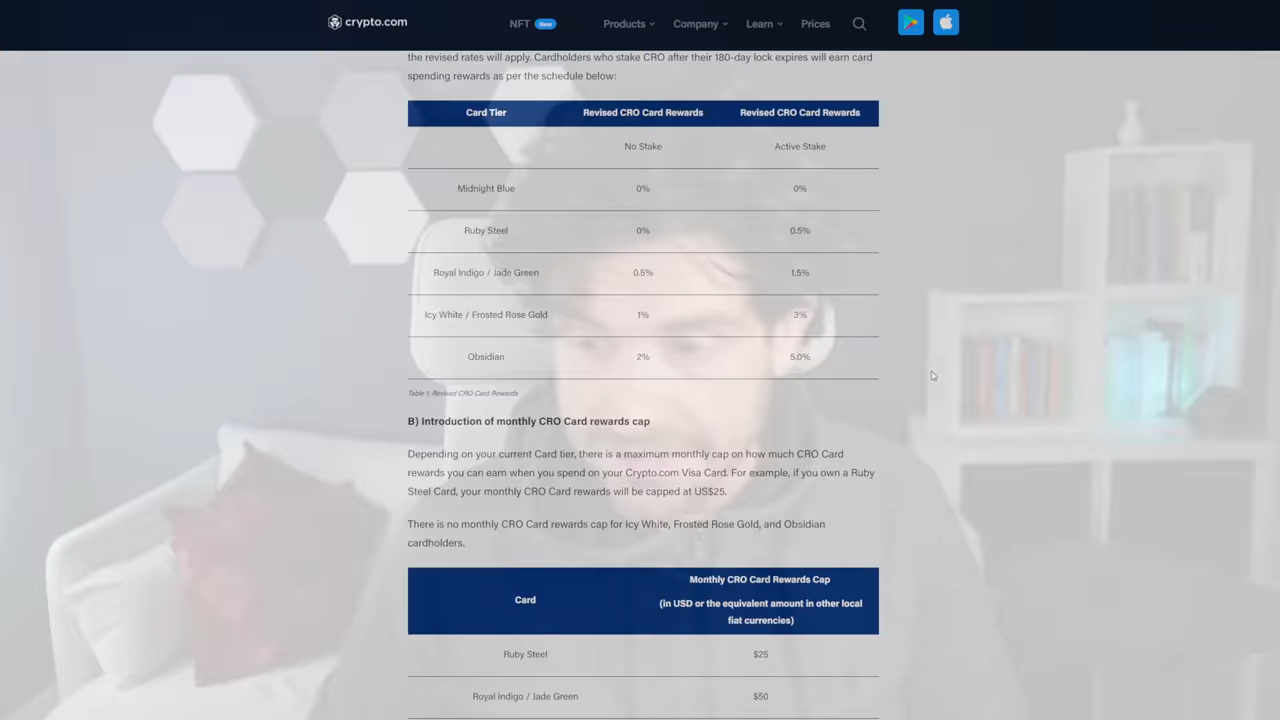 crypto.com
NFT New Products Company Learn Prices
the revised rates will apply. Cardholders who stake CRO after their 180-day lock expires will earn card
spending rewards as per the schedule below:
Card Tier Revised CRO Card Rewards Revised CRO Card Rewards
No Stake Active Stake
Midnight Blue 0% 0%
Ruby Steel 0% 0.5%
Royal Indigo / Jade Green 0.5% 1.5%
Icy White / Frosted Rose Gold 1% 3%
Obsidian 2% 5.0%
Table 1: Revised CRO Card Rewards
B) Introduction of monthly CRO Card rewards cap
Depending on your current Card tier, there is a maximum monthly cap on how much CRO Card
rewards you can earn when you spend on your Crypto.com Visa Card. For example, if you own a Ruby
Steel Card, your monthly CRO Card rewards will be capped at US$25.
There is no monthly CRO Card rewards cap for Icy White, Frosted Rose Gold, and Obsidian
cardholders.
Card
Monthly CRO Card Rewards Cap
(in USD or the equivalent amount in other local
fiat currencies)
Ruby Steel $25
Royal Indigo / Jade Green $50